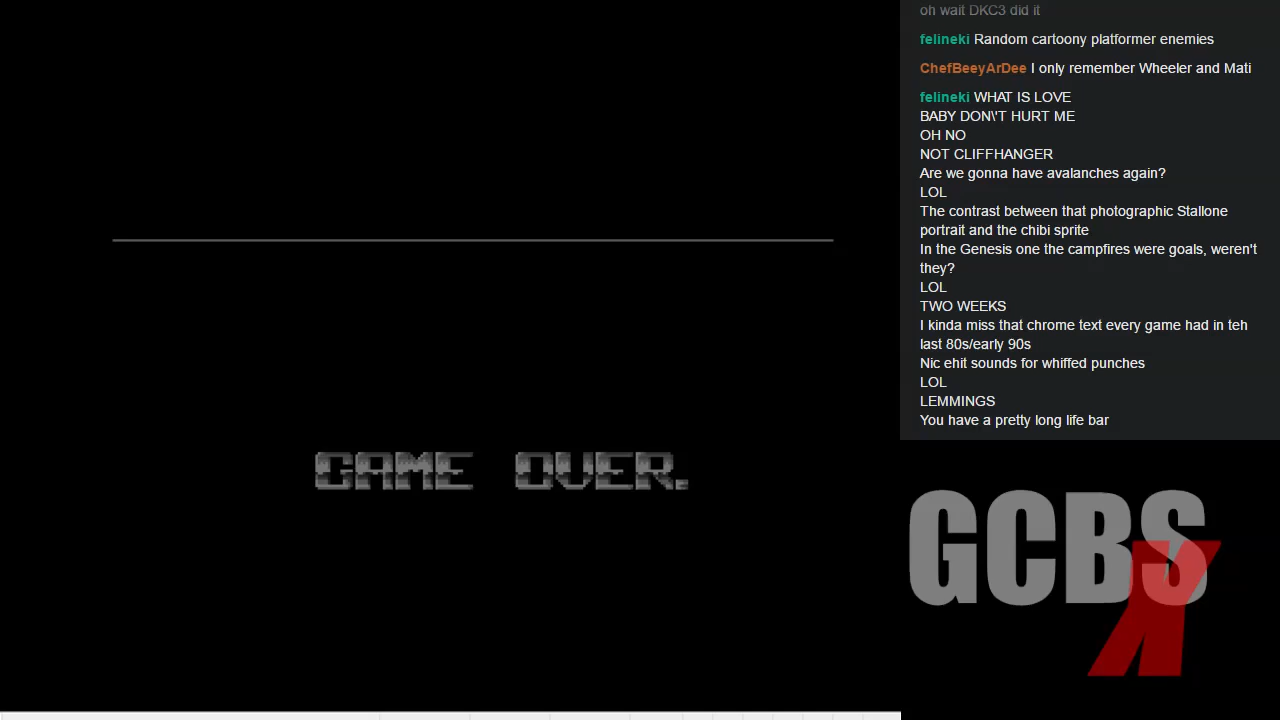 oh wait DKC3 did it
felineki Random cartoony platformer enemies
ChefBeeyArDee I only remember Wheeler and Mati
felineki WHAT IS LOVE
BABY DON\'T HURT ME
OH NO
NOT CLIFFHANGER
Are we gonna have avalanches again?
LOL
The contrast between that photographic Stallone
portrait and the chibi sprite
In the Genesis one the campfires were goals, weren't
they?
LOL
TWO WEEKS
I kinda miss that chrome text every game had in teh
last 80s/early 90s
Nic ehit sounds for whiffed punches
LOL
LEMMINGS
You have a pretty long life bar
GAME OVER.
GCBS